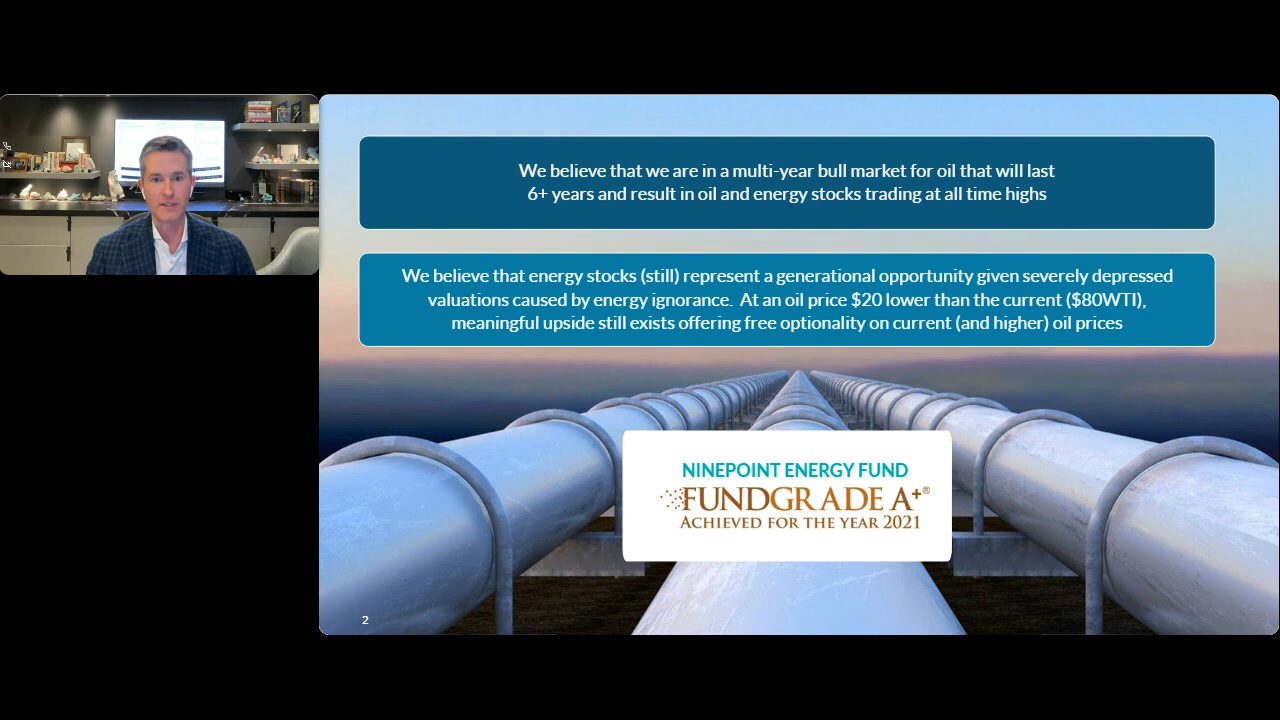 We believe that we are in a multi-year bull market for oil that will last
6+ years and result in oil and energy stocks trading at all time highs
We believe that energy stocks (still) represent a generational opportunity given severely depressed
valuations caused by energy ignorance. At an oil price $20 lower than the current ($80WTI),
meaningful upside still exists offering free optionality on current (and higher) oil prices
NINEPOINT ENERGY FUND
FUNDGRADE A+®
ACHIEVED FOR THE YEAR 2021
2